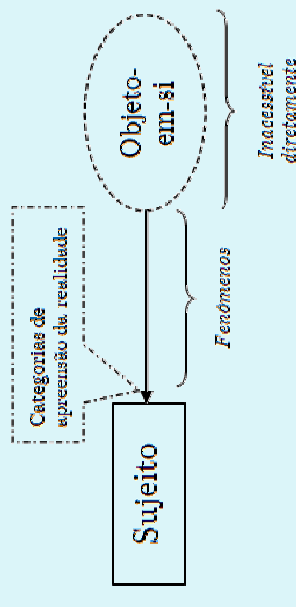 Categorias de
apreensão da realidade
Sujeito
Objeto-
em-si
Fenômenos
Inacessível
diretamente